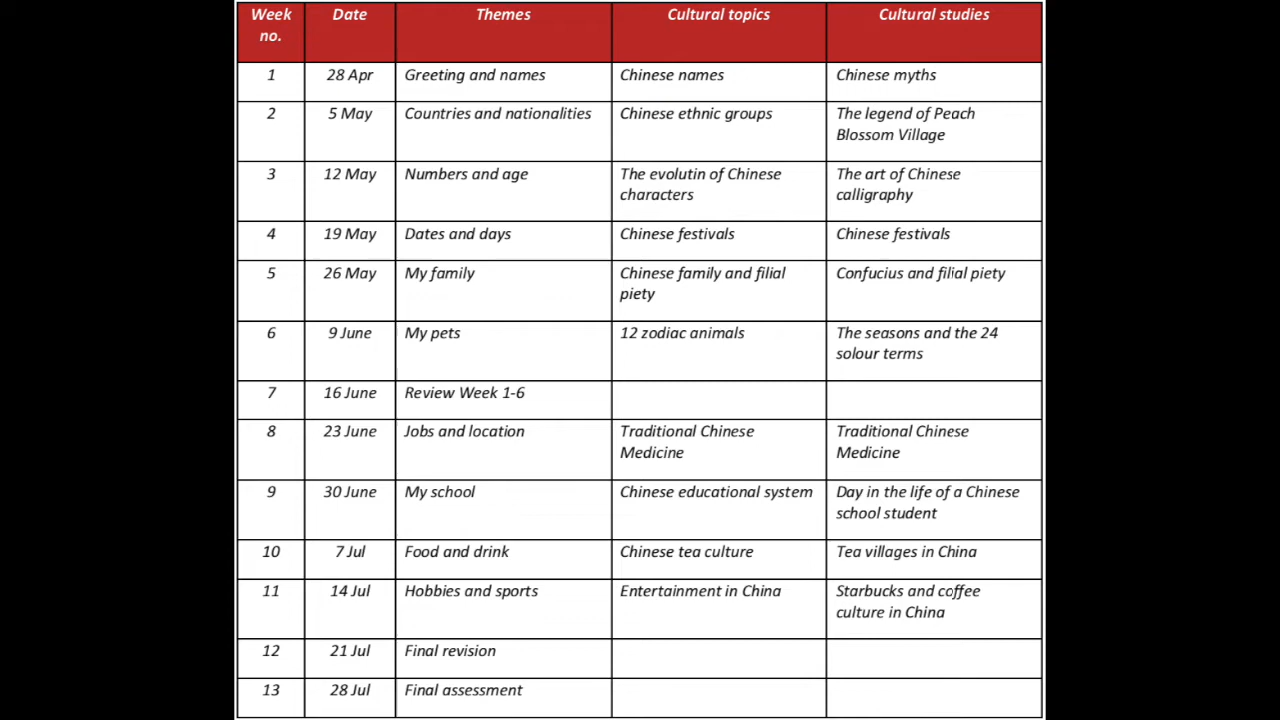 Week no. Date Themes Cultural topics Cultural studies
1 28 Apr Greeting and names Chinese names Chinese myths
2 5 May Countries and nationalities Chinese ethnic groups The legend of Peach Blossom Village
3 12 May Numbers and age The evolutin of Chinese characters The art of Chinese calligraphy
4 19 May Dates and days Chinese festivals Chinese festivals
5 26 May My family Chinese family and filial piety Confucius and filial piety
6 9 June My pets 12 zodiac animals The seasons and the 24 solour terms
7 16 June Review Week 1-6
8 23 June Jobs and location Traditional Chinese Medicine Traditional Chinese Medicine
9 30 June My school Chinese educational system Day in the life of a Chinese school student
10 7 Jul Food and drink Chinese tea culture Tea villages in China
11 14 Jul Hobbies and sports Entertainment in China Starbucks and coffee culture in China
12 21 Jul Final revision
13 28 Jul Final assessment